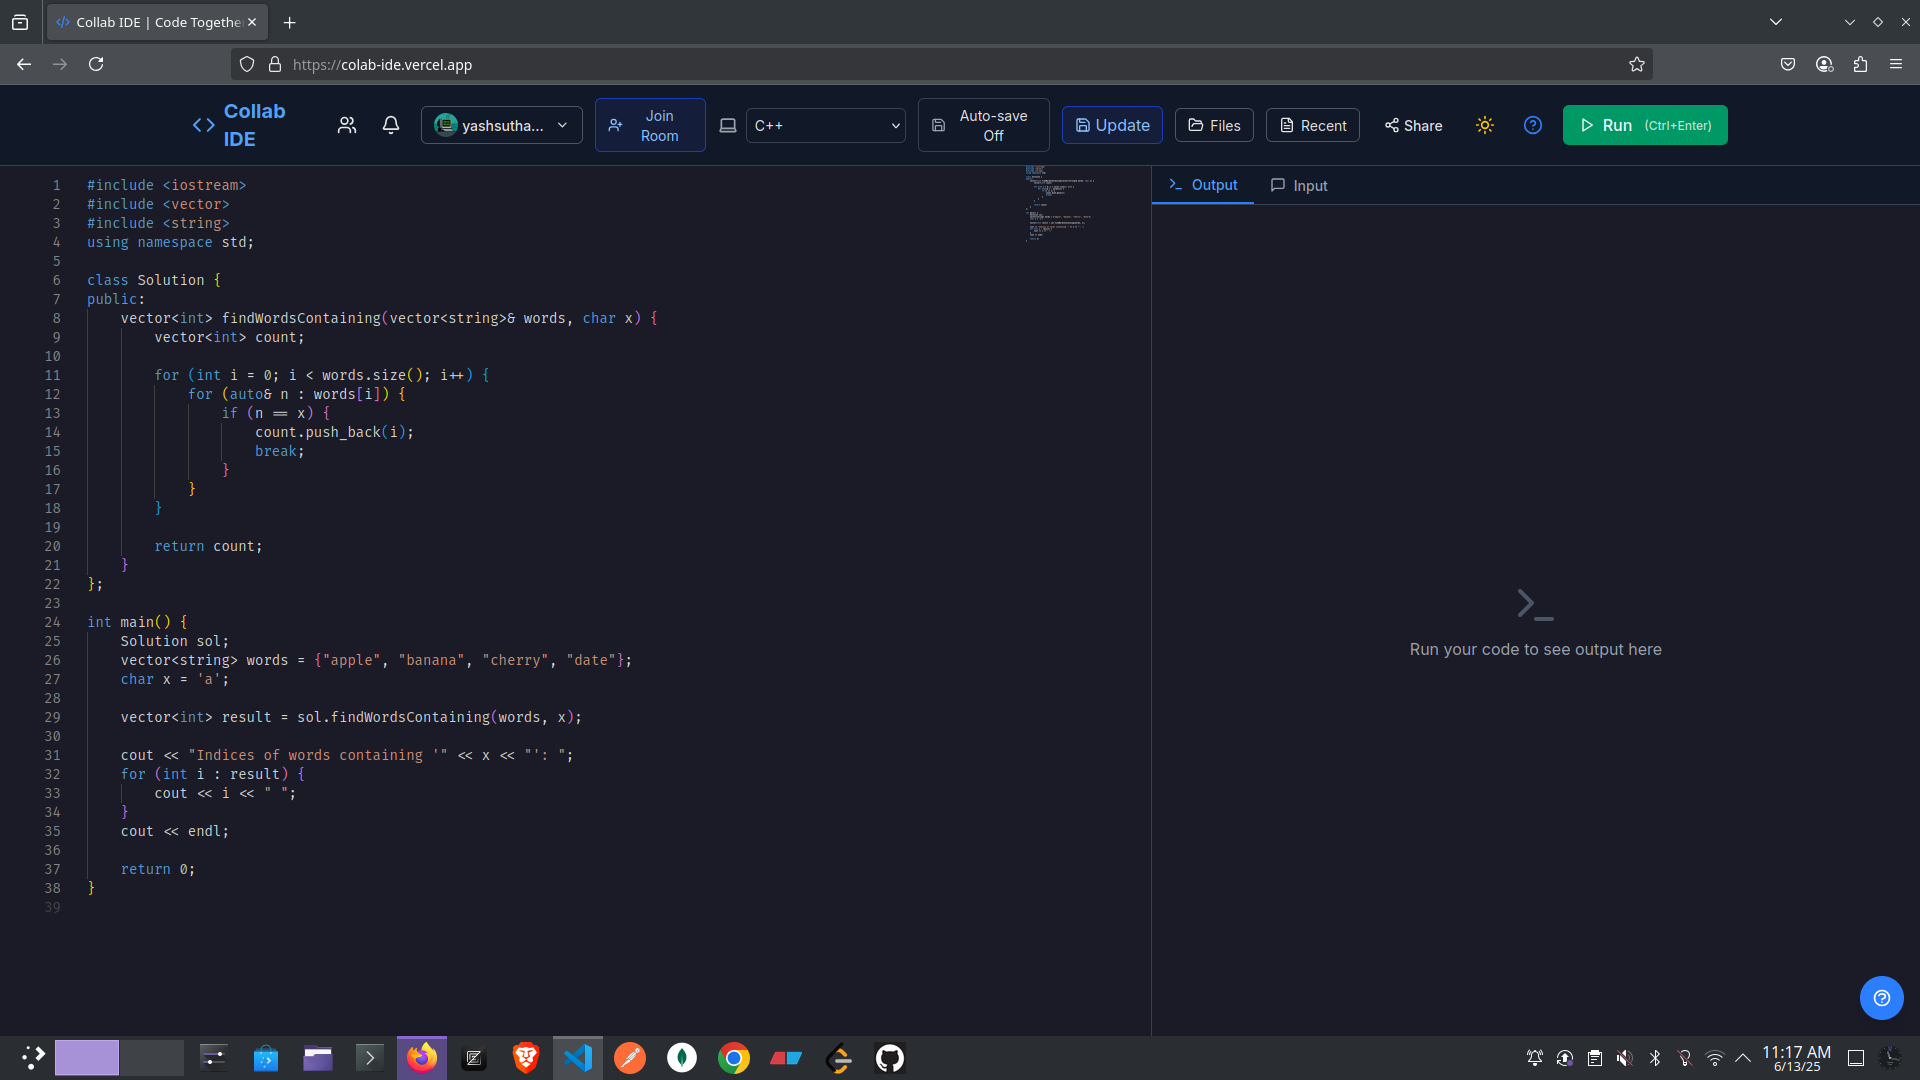 Collab IDE | Code Togethe
https://colab-ide.vercel.app
Collab
IDE
yashsutha...
Join
Room
C++
Auto-save
Off
Update
Files
Recent
Share
Run (Ctrl+Enter)
Output
Input
1 #include <iostream>
2 #include <vector>
3 #include <string>
4 using namespace std;
5
6 class Solution {
7 public:
8 vector<int> findWordsContaining(vector<string>& words, char x) {
9 vector<int> count;
10
11 for (int i = 0; i < words.size(); i++) {
12 for (auto& n : words[i]) {
13 if (n == x) {
14 count.push_back(i);
15 break;
16 }
17 }
18 }
19
20 return count;
21 }
22 };
23
24 int main() {
25 Solution sol;
26 vector<string> words = {"apple", "banana", "cherry", "date"};
27 char x = 'a';
28
29 vector<int> result = sol.findWordsContaining(words, x);
30
31 cout << "Indices of words containing '" << x << "': ";
32 for (int i : result) {
33 cout << i << " ";
34 }
35 cout << endl;
36
37 return 0;
38 }
39
Run your code to see output here
11:17 AM
6/13/25